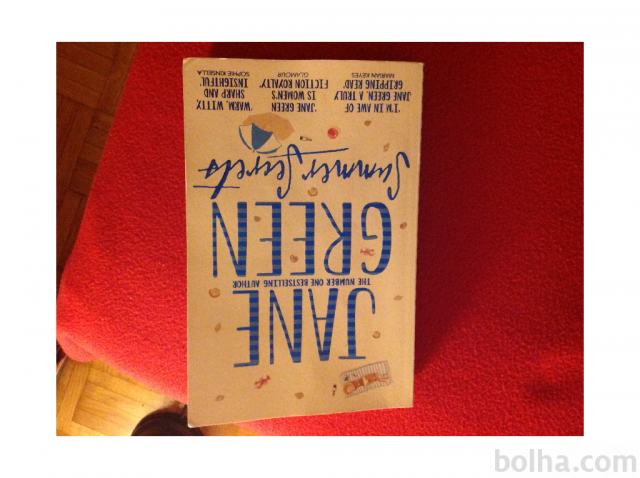 JANE
THE NUMBER ONE BESTSELLING AUTHOR
GREEN
Summer Secrets
'I'M IN AWE OF
JANE GREEN. A TRULY
GRIPPING READ'
MARIAN KEYES
'JANE GREEN
IS WOMEN'S
FICTION ROYALTY'
GLAMOUR
'WARM, WITTY,
SHARP AND
INSIGHTFUL'
SOPHIE KINSELLA
bolha.com